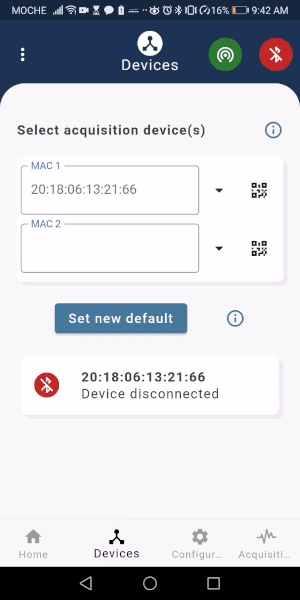 MOCHE 16% 9:42 AM
Devices
Select acquisition device(s)
MAC 1
20:18:06:13:21:66
MAC 2
Set new default
20:18:06:13:21:66
Device disconnected
Home Devices Configur... Acquisiti...